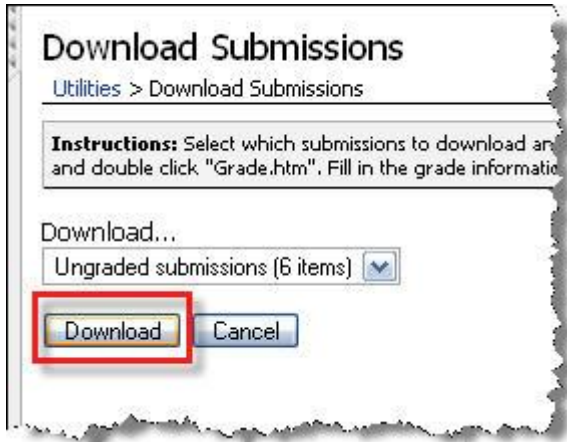 Download Submissions
Utilities > Download Submissions
Instructions: Select which submissions to download an
and double click "Grade.htm". Fill in the grade informatio
Download...
Ungraded submissions (6 items)
Download Cancel